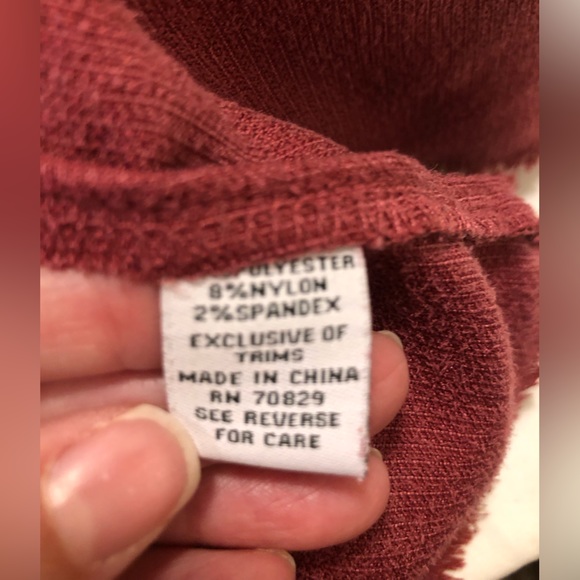 POLYESTER
8%NYLON
2%SPANDEX
EXCLUSIVE OF
TRIMS
MADE IN CHINA
RN 70829
SEE REVERSE
FOR CARE